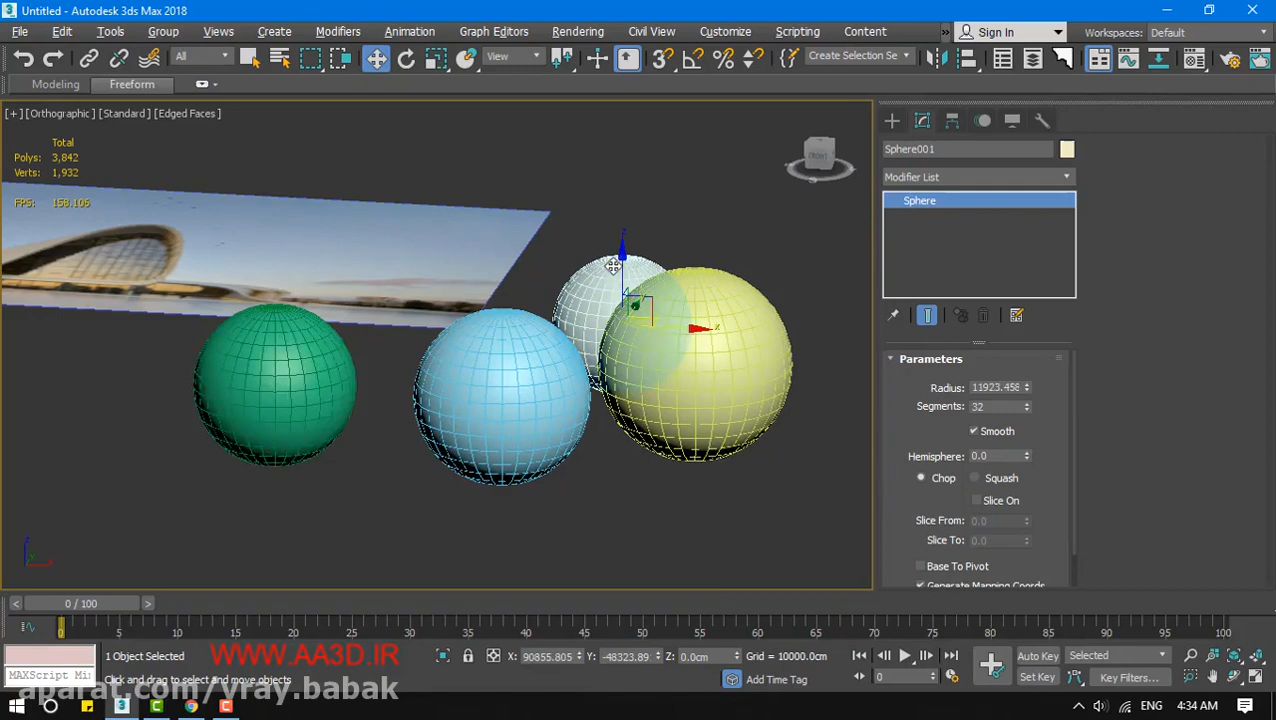 Untitled - Autodesk 3ds Max 2018
File Edit Tools Group Views Create Modifiers Animation Graph Editors Rendering Civil View Customize Scripting Content » Sign In Workspaces: Default
All View Create Selection Se
Modeling Freeform
[+] [Orthographic] [Standard] [Edged Faces]
Total
Polys: 3,842
Verts: 1,932
FPS: 158.105
FRONT
z
x
Sphere001
Modifier List
Sphere
Parameters
Radius: 11923.458
Segments: 32
Smooth
Hemisphere: 0.0
Chop Squash
Slice On
Slice From: 0.0
Slice To: 0.0
Base To Pivot
Generate Mapping Coords
< 0 / 100 >
0 5 10 15 20 25 30 35 40 45 50 55 60 65 70 75 80 85 90 95 100
1 Object Selected
WWW.AA3D.IR
X: 90855.805 Y: -48323.891 Z: 0.0cm Grid = 10000.0cm
Auto Key Selected
MAXScript Mi
Click and drag to select and move objects
Add Time Tag
0
Set Key Key Filters...
aparat.com/vray.babak
ENG 4:34 AM